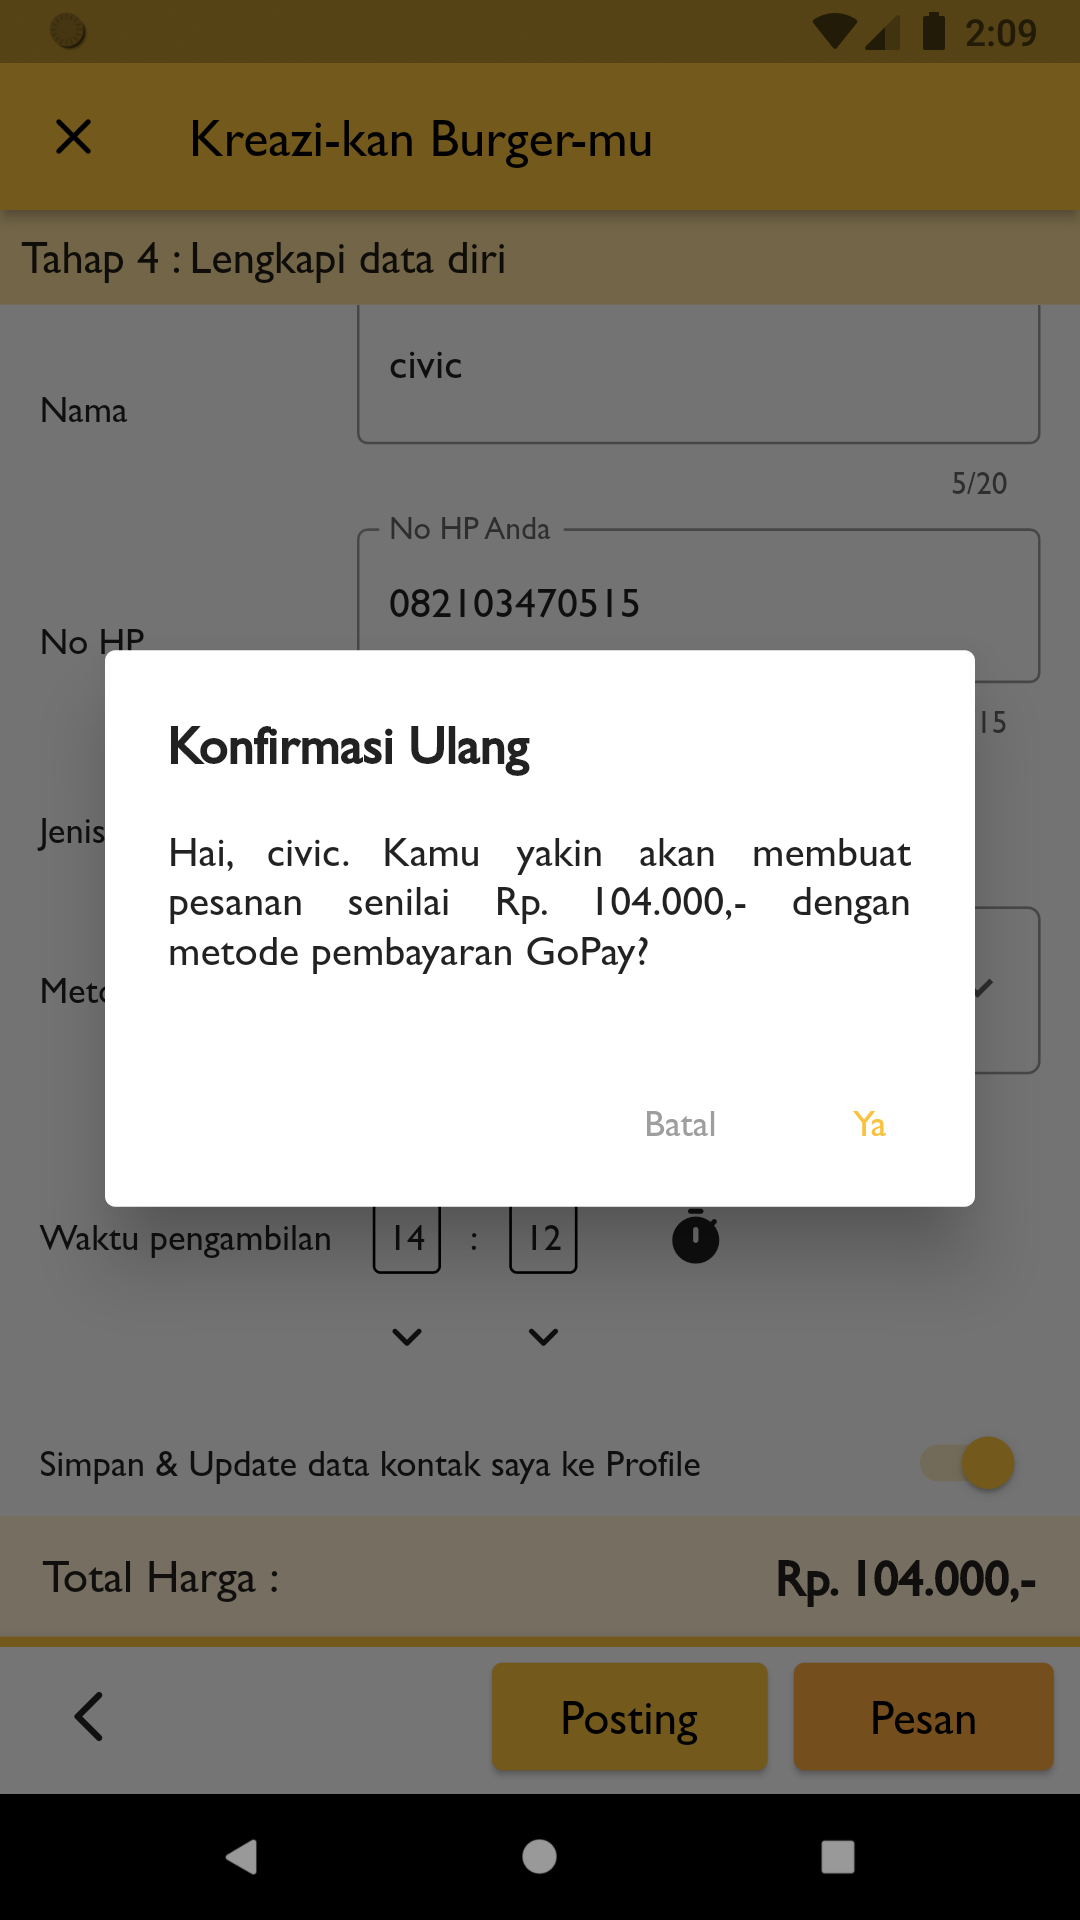 2:09
Kreazi-kan Burger-mu
Tahap 4 : Lengkapi data diri
civic
Nama
5/20
No HP Anda
082103470515
No HP
15
Konfirmasi Ulang
Jenis
Hai, civic. Kamu yakin akan membuat
pesanan senilai Rp. 104.000,- dengan
metode pembayaran GoPay?
Batal Ya
Waktu pengambilan 14 : 12
Simpan & Update data kontak saya ke Profile
Total Harga : Rp. 104.000,-
Posting Pesan